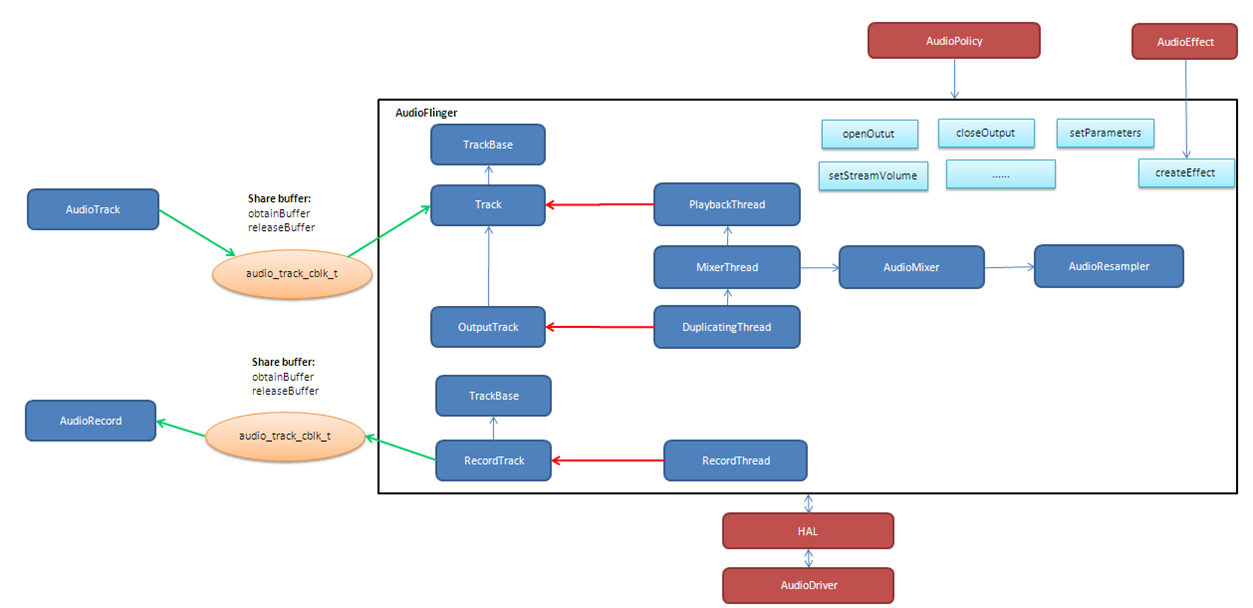 AudioPolicy
AudioEffect
AudioFlinger
TrackBase
openOutut
closeOutput
setParameters
setStreamVolume
......
createEffect
AudioTrack
Share buffer:
obtainBuffer
releaseBuffer
audio_track_cblk_t
Track
PlaybackThread
MixerThread
AudioMixer
AudioResampler
OutputTrack
DuplicatingThread
Share buffer:
obtainBuffer
releaseBuffer
TrackBase
AudioRecord
audio_track_cblk_t
RecordTrack
RecordThread
HAL
AudioDriver